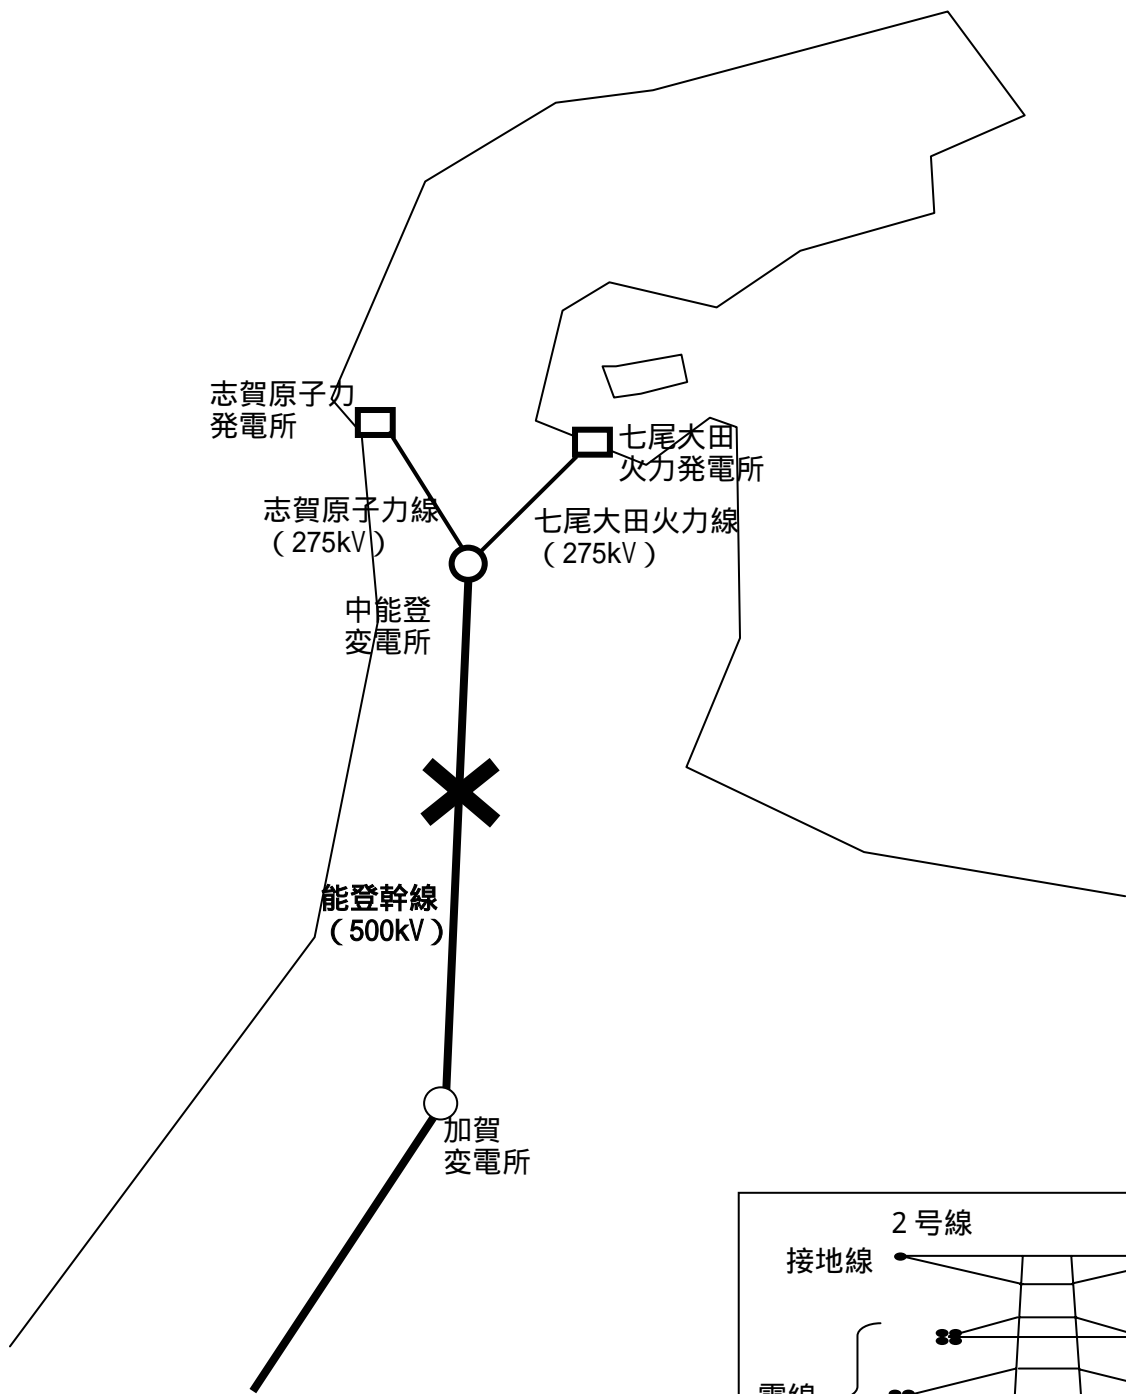 志賀原子力
発電所
七尾大田
火力発電所
志賀原子力線
（275kV）
七尾大田火力線
（275kV）
中能登
変電所
能登幹線
（500kV）
加賀
変電所
2号線
接地線
電線